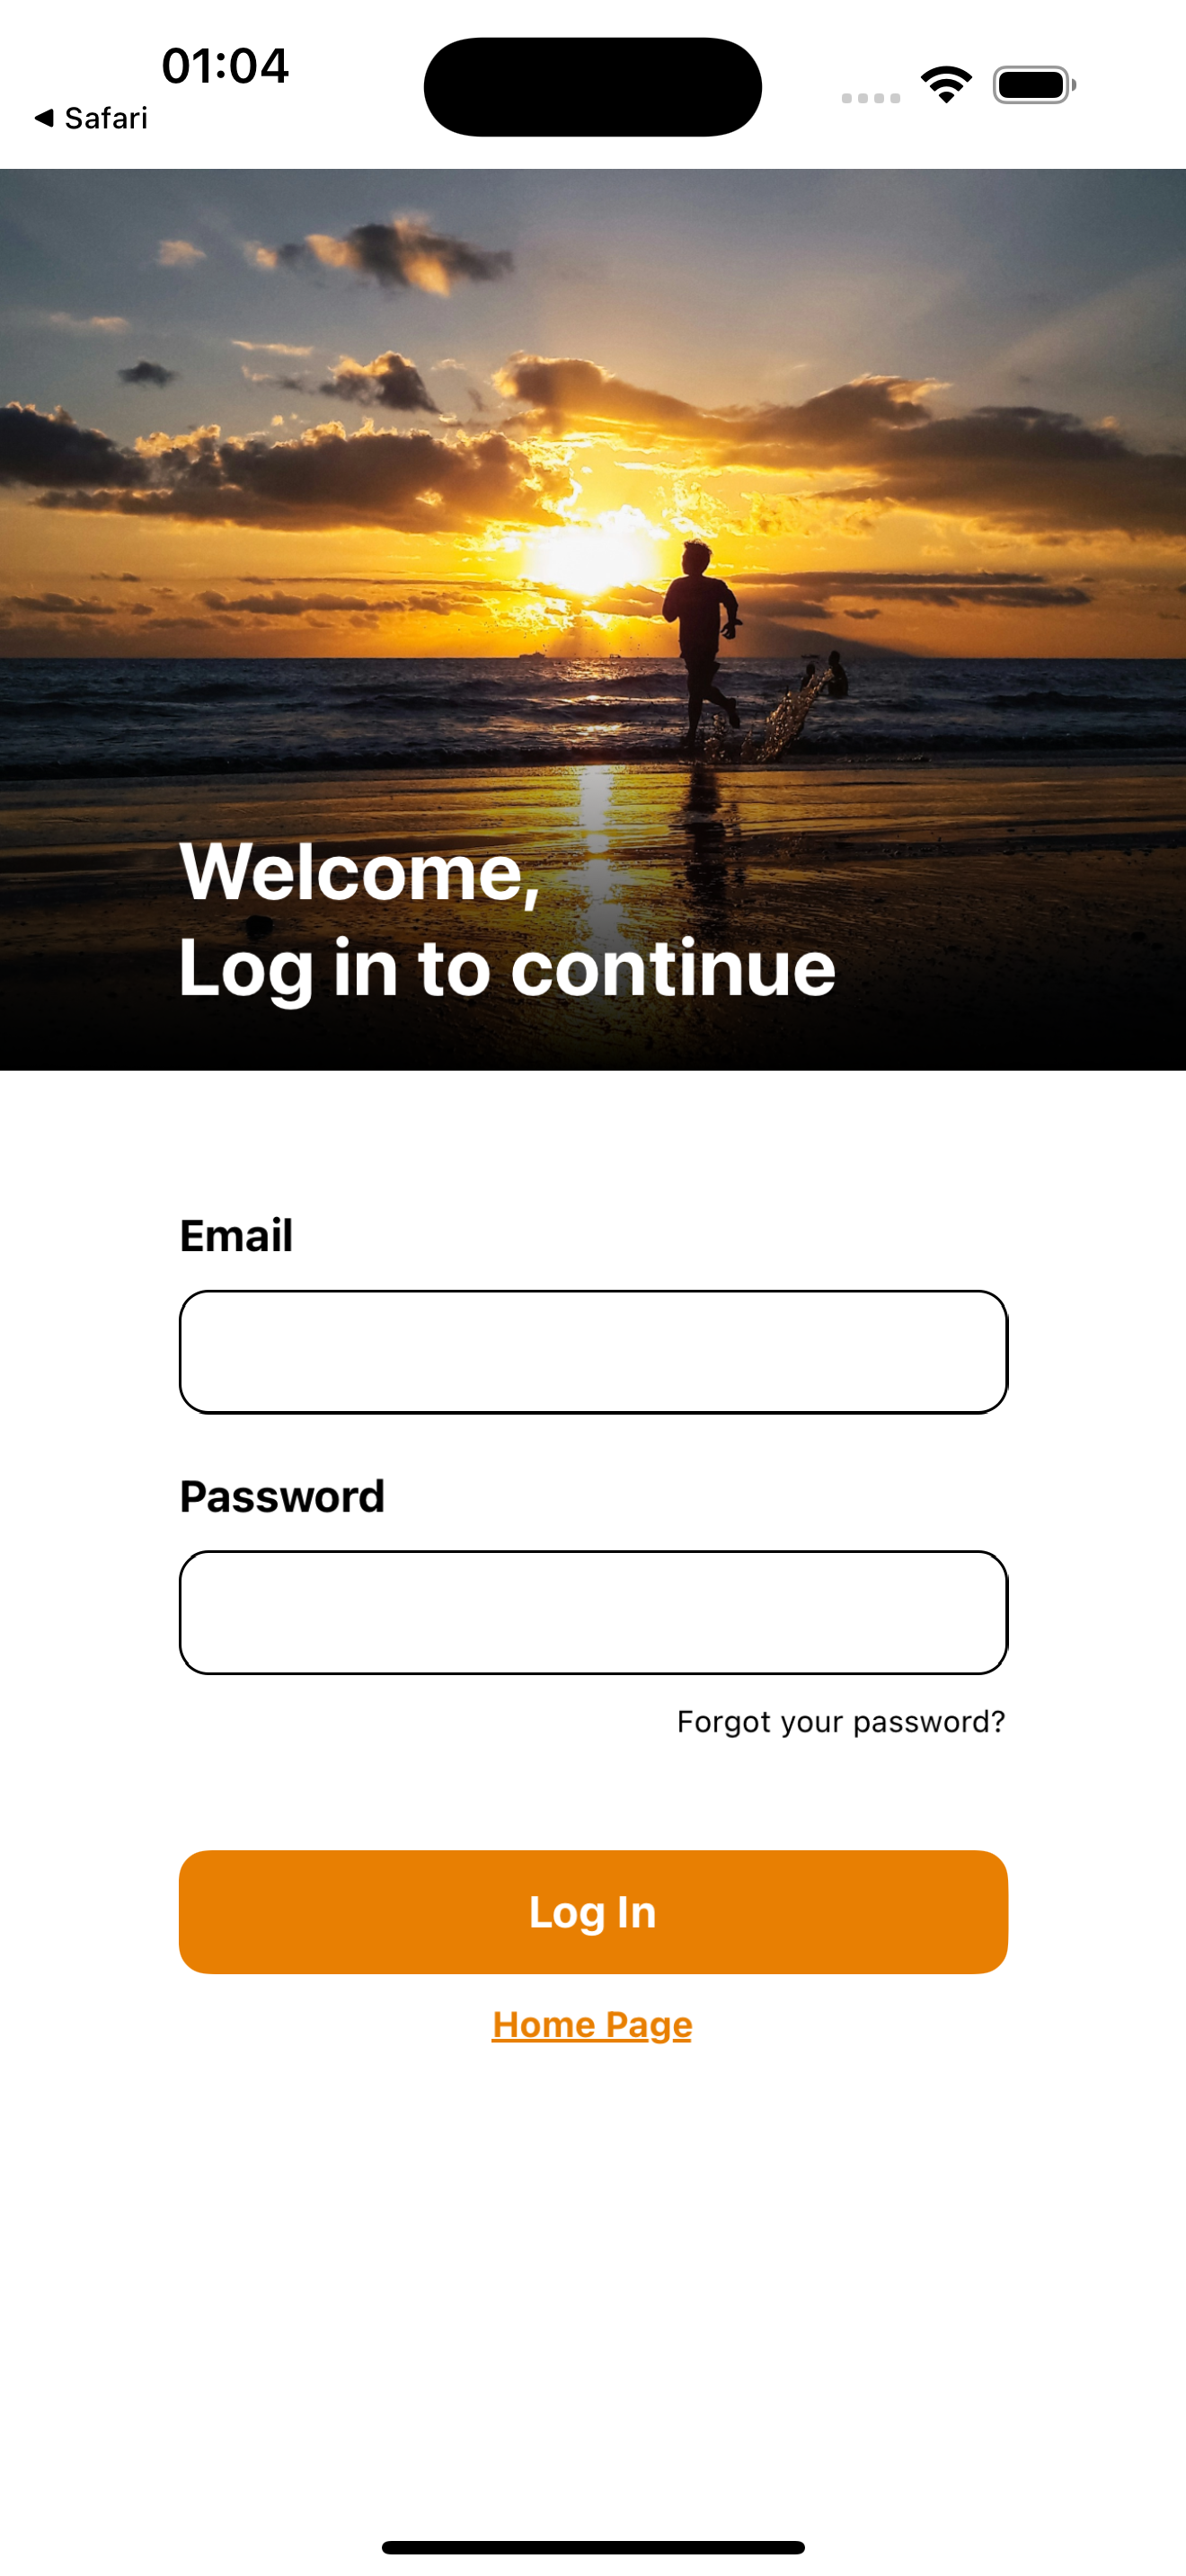 01:04
◀ Safari
Welcome,
Log in to continue
Email
Password
Forgot your password?
Log In
Home Page